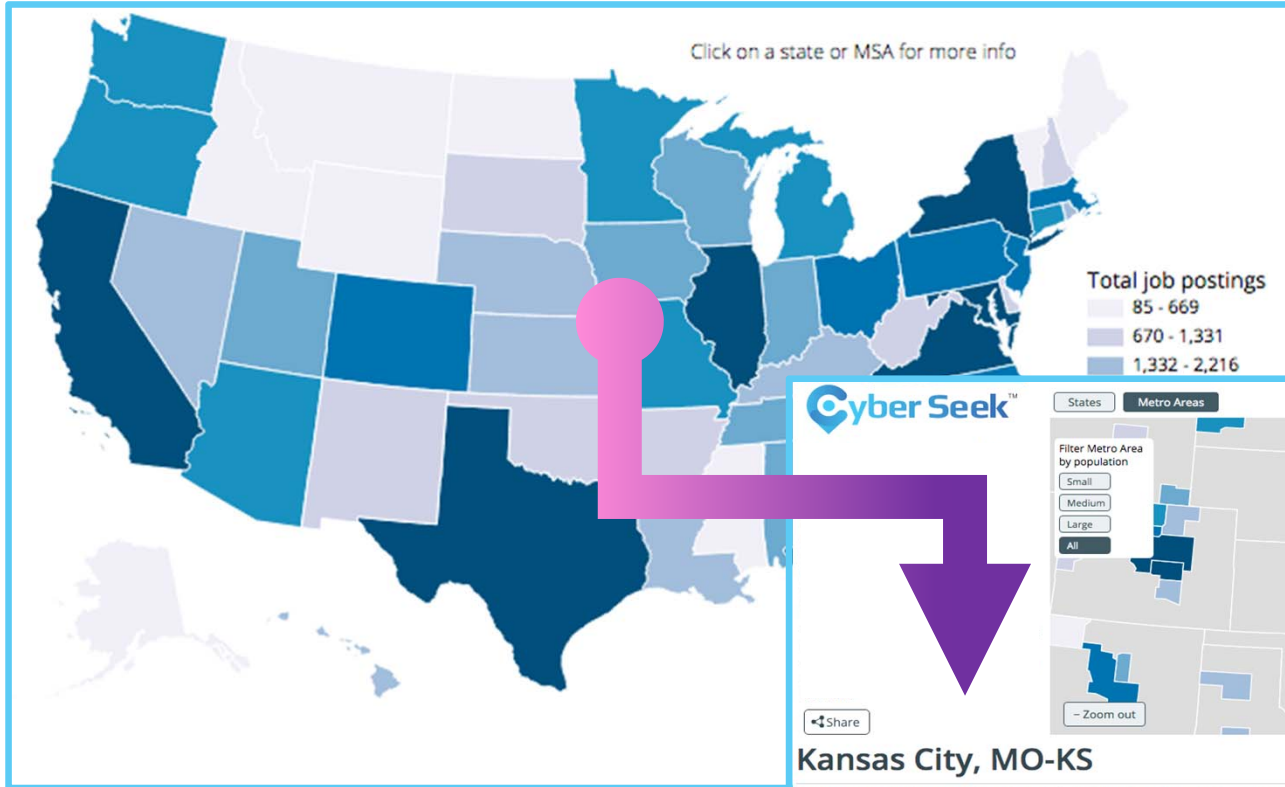 Click on a state or MSA for more info
Total job postings
85 - 669
670 - 1,331
1,332 - 2,216
Cyber Seek™
States
Metro Areas
Filter Metro Area
by population
Small
Medium
Large
All
– Zoom out
Share
Kansas City, MO-KS